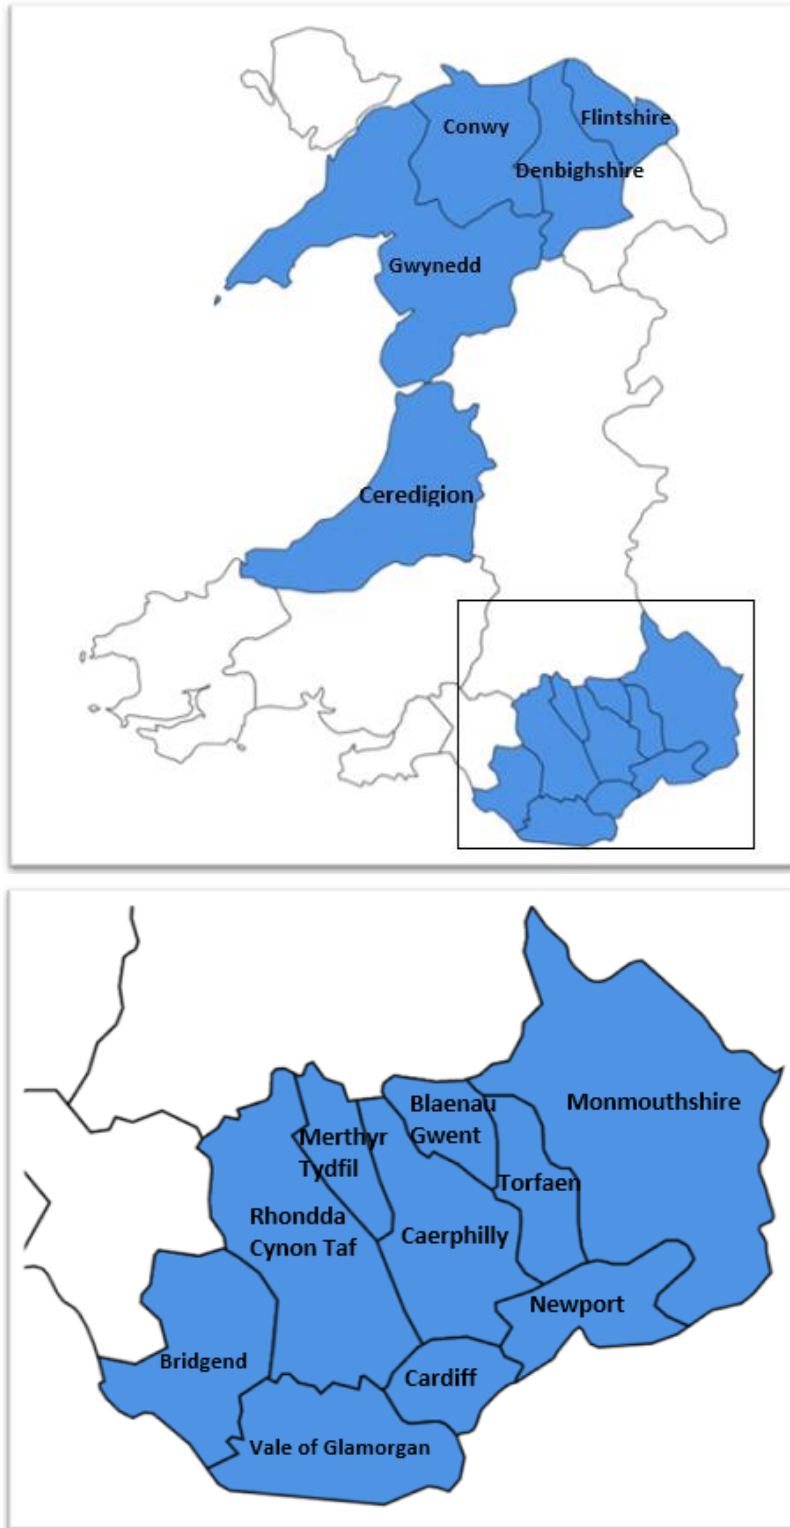 Conwy
Flintshire
Denbighshire
Gwynedd
Ceredigion
Blaenau
Gwent
Monmouthshire
Merthyr
Tydfil
Torfaen
Rhondda
Cynon Taf
Caerphilly
Newport
Bridgend
Cardiff
Vale of Glamorgan